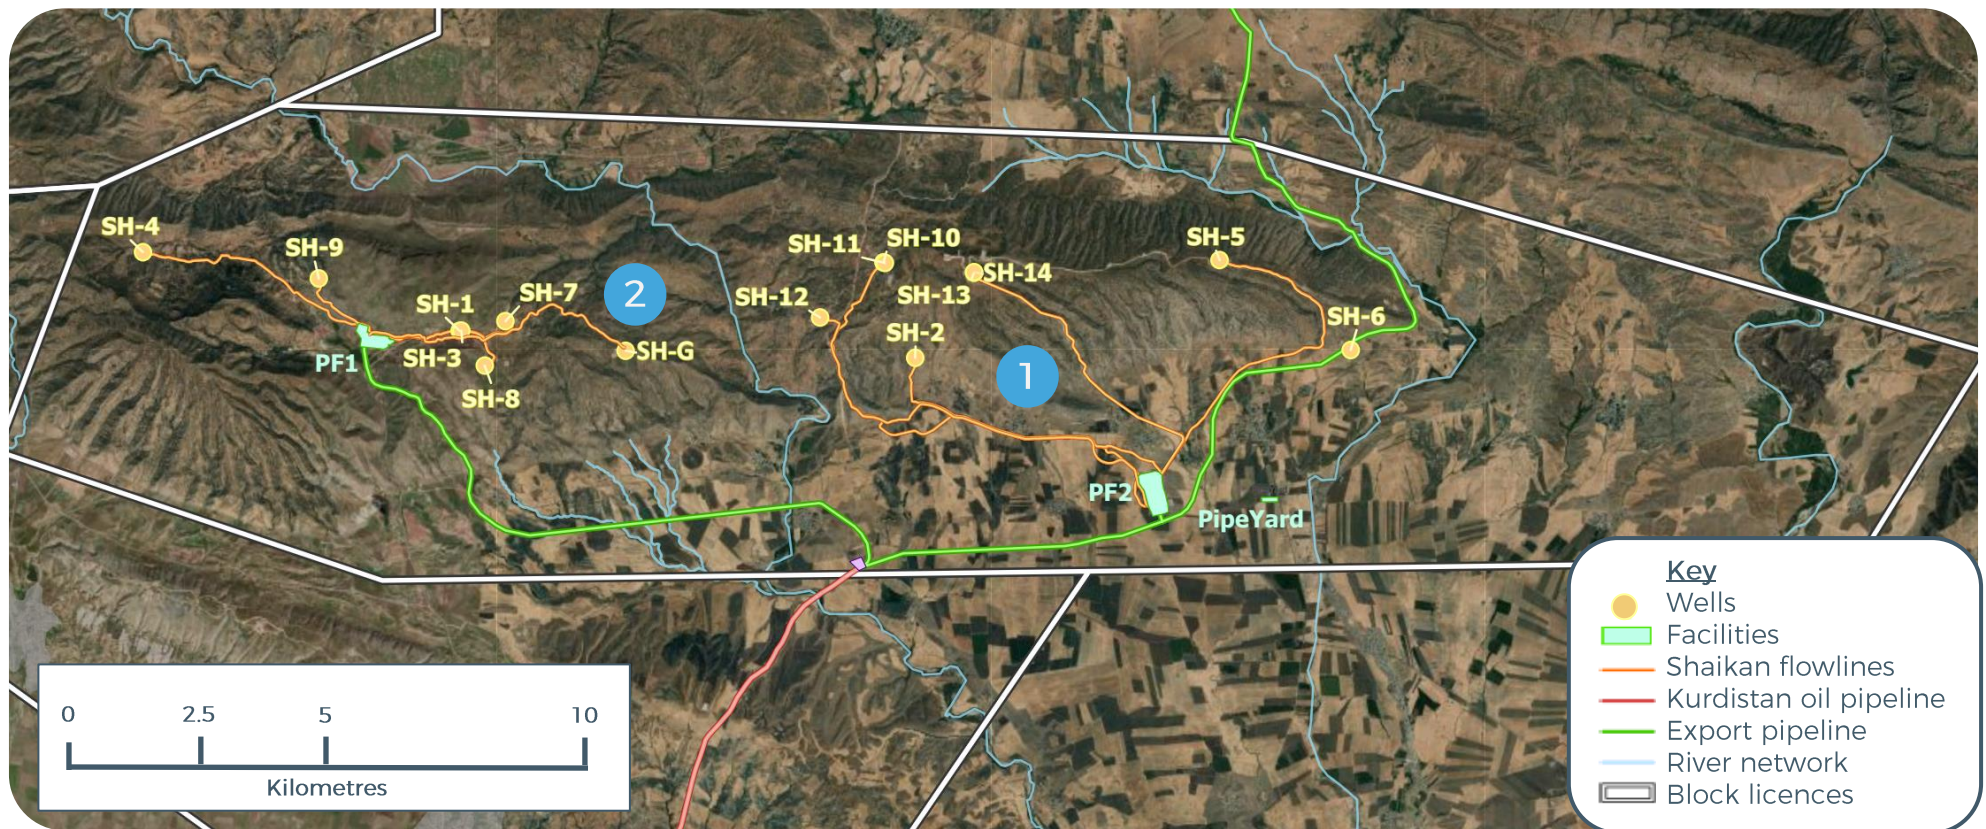 SH-4
SH-9
SH-1
SH-7
2
SH-11
SH-10
SH-5
SH-12
SH-14
SH-13
SH-2
SH-6
PF1
SH-3
SH-G
1
SH-8
PF2
PipeYard
0 2.5 5 10
Kilometres
Key
Wells
Facilities
Shaikan flowlines
Kurdistan oil pipeline
Export pipeline
River network
Block licences